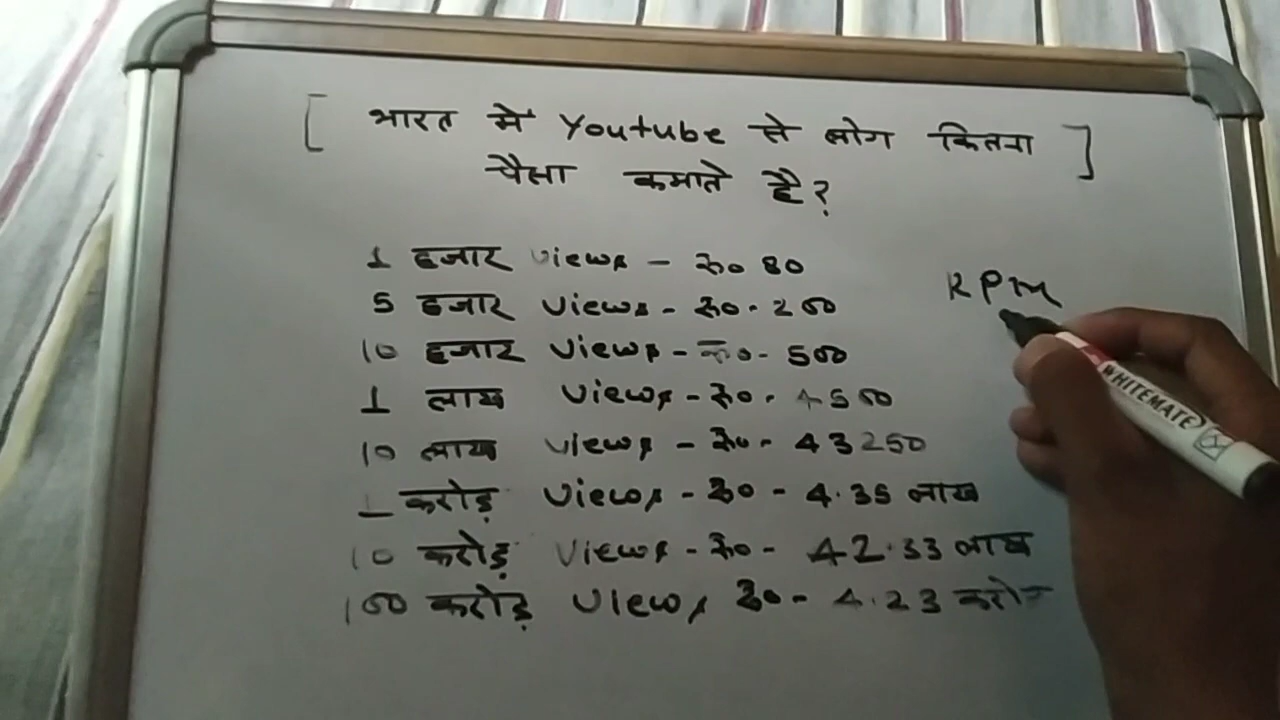 [ भारत में Youtube से लोग कितना ]
पैसा कमाते है?
1 हजार views - रु० 80
5 हजार views - रु० - 200
10 हजार views - रु० - 500
1 लाख views - रु० - 4500
10 लाख views - रु० - 43250
1 करोड़ views - रु० - 4.35 लाख
10 करोड़ views - रु० - 42.33 लाख
100 करोड़ views रु० - 4.23 करोड़
RPM
WHITEMATE